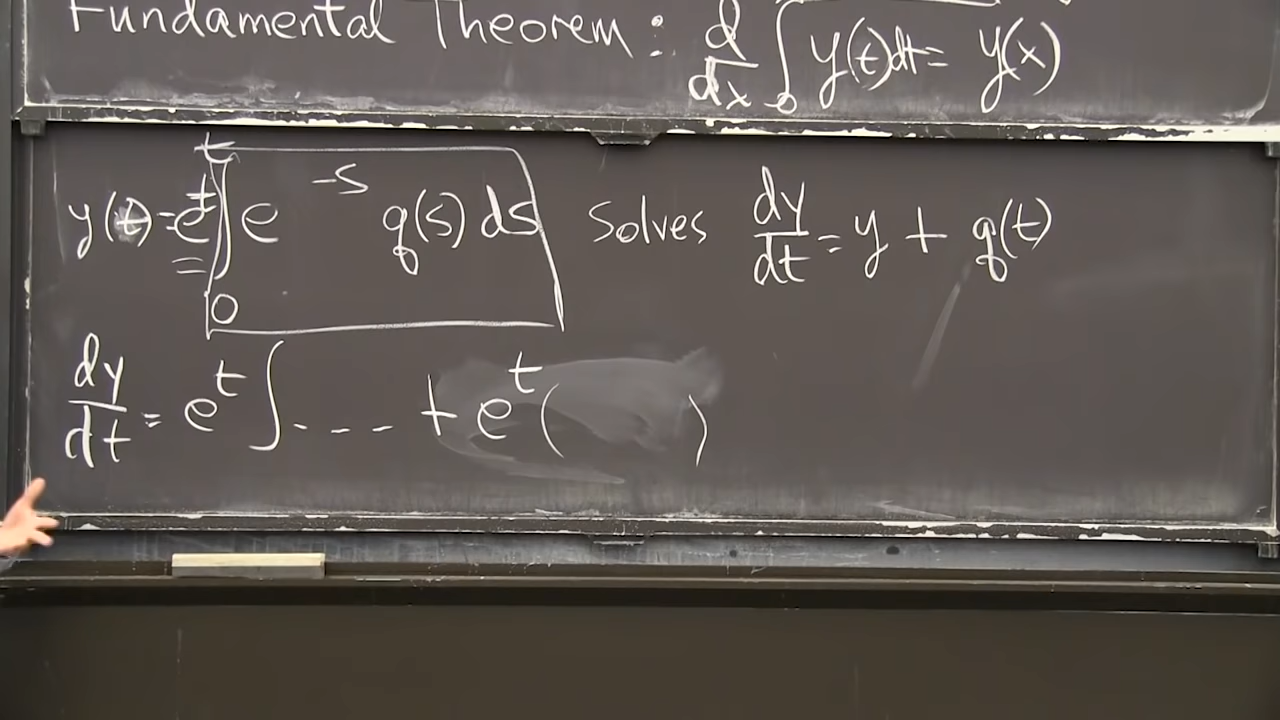 Fundamental Theorem: d/dx ∫₀ y(t)dt = y(x)
y(t) = e^t ∫₀^t e^{-s} q(s) ds solves dy/dt = y + q(t)
dy/dt = e^t ∫ - - - + e^t ( )